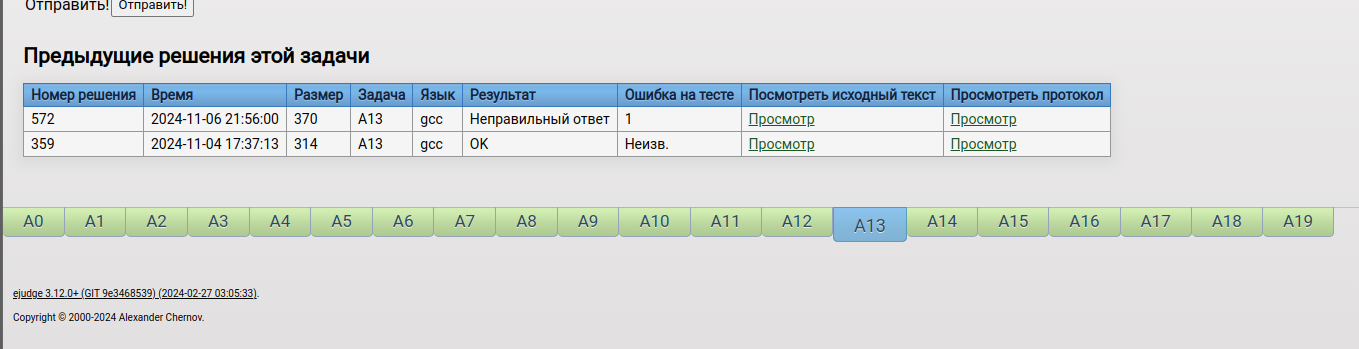 Отправить! Отправить!
Предыдущие решения этой задачи
Номер решения Время Размер Задача Язык Результат Ошибка на тесте Посмотреть исходный текст Просмотреть протокол
572 2024-11-06 21:56:00 370 A13 gcc Неправильный ответ 1 Просмотр Просмотр
359 2024-11-04 17:37:13 314 A13 gcc OK Неизв. Просмотр Просмотр
A0 A1 A2 A3 A4 A5 A6 A7 A8 A9 A10 A11 A12 A13 A14 A15 A16 A17 A18 A19
ejudge 3.12.0+ (GIT 9e3468539) (2024-02-27 03:05:33).
Copyright © 2000-2024 Alexander Chernov.